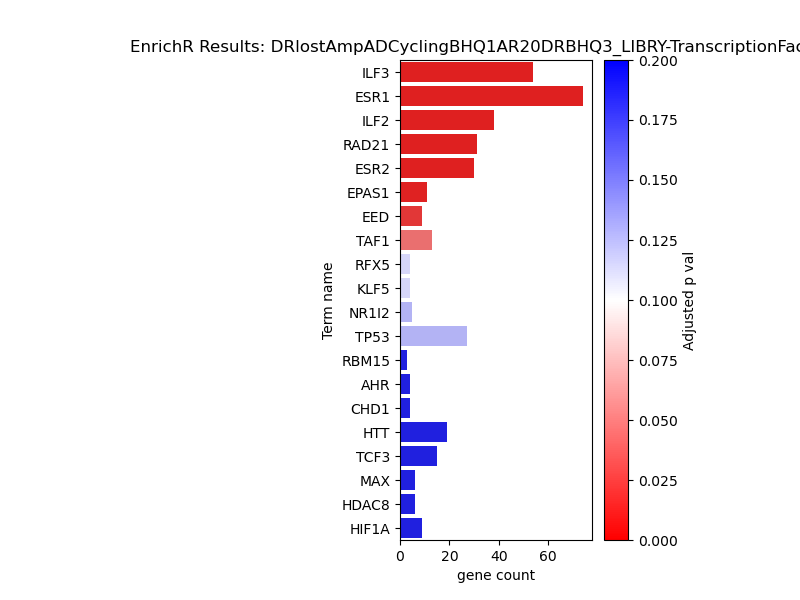 EnrichR Results: DRlostAmpADCyclingBHQ1AR20DRBHQ3_LIBRY-TranscriptionFac
ILF3
ESR1
ILF2
RAD21
ESR2
EPAS1
EED
TAF1
RFX5
KLF5
NR1I2
TP53
RBM15
AHR
CHD1
HTT
TCF3
MAX
HDAC8
HIF1A
Term name
0 20 40 60
gene count
0.200
0.175
0.150
0.125
0.100
0.075
0.050
0.025
0.000
Adjusted p val